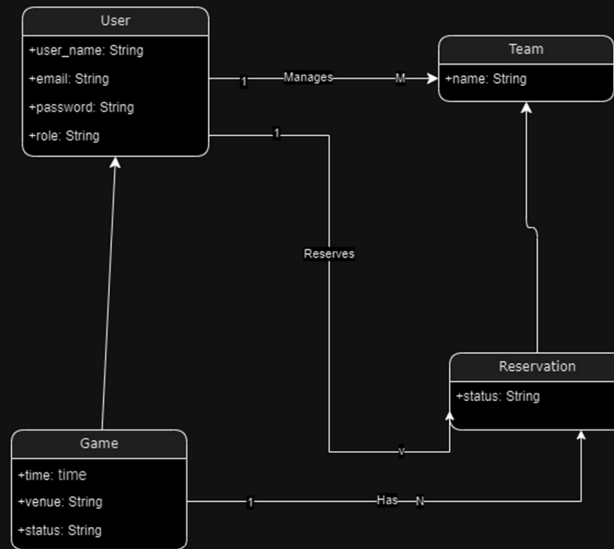 User
+user_name: String
+email: String
+password: String
+role: String
1 Manages M
Team
+name: String
1
Reserves
v
Reservation
+status: String
Game
+time: time
+venue: String
+status: String
1 Has N